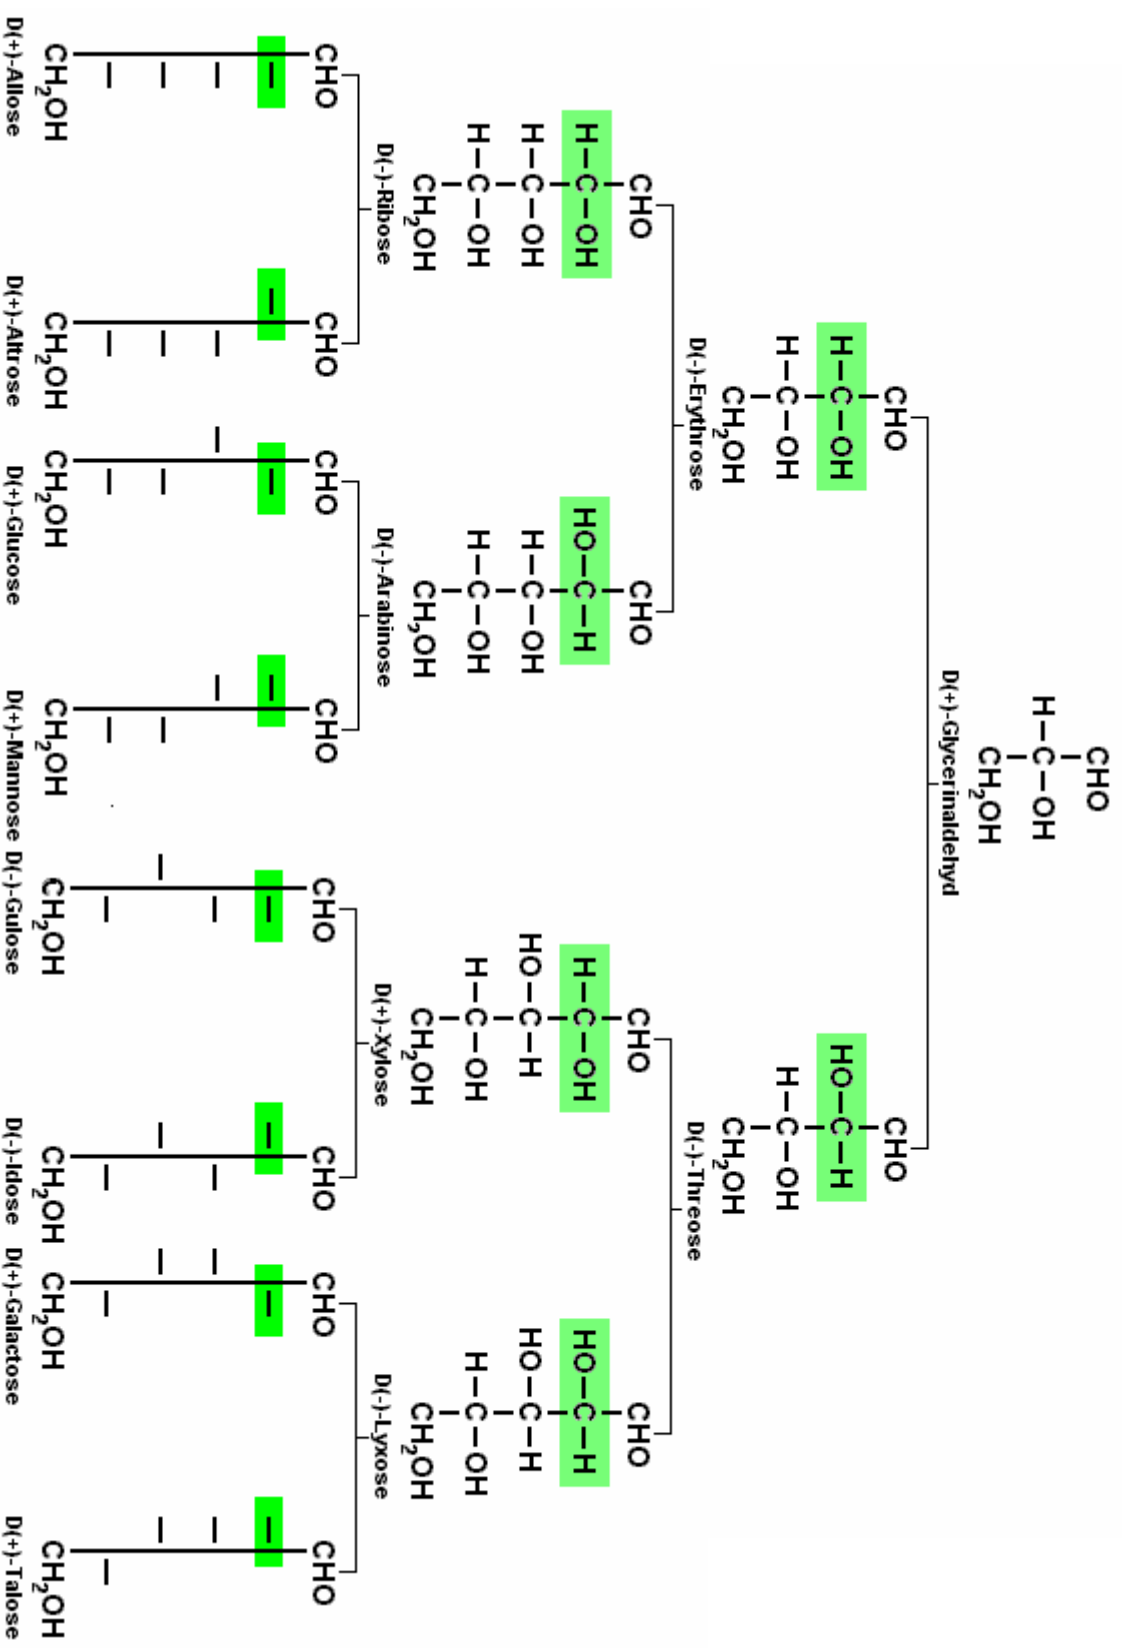 CHO
H–C–OH
CH2OH
D(+)-Glycerinaldehyd
CHO
H–C–OH
H–C–OH
CH2OH
D(-)-Erythrose
CHO
HO–C–H
H–C–OH
CH2OH
D(-)-Threose
CHO
H–C–OH
H–C–OH
H–C–OH
CH2OH
D(-)-Ribose
CHO
HO–C–H
H–C–OH
H–C–OH
CH2OH
D(-)-Arabinose
CHO
H–C–OH
HO–C–H
H–C–OH
CH2OH
D(+)-Xylose
CHO
HO–C–H
HO–C–H
H–C–OH
CH2OH
D(-)-Lyxose
CHO
CH2OH
D(+)-Allose
CHO
CH2OH
D(+)-Altrose
CHO
CH2OH
D(+)-Glucose
CHO
CH2OH
D(+)-Mannose
CHO
CH2OH
D(-)-Gulose
CHO
CH2OH
D(-)-Idose
CHO
CH2OH
D(+)-Galactose
CHO
CH2OH
D(+)-Talose